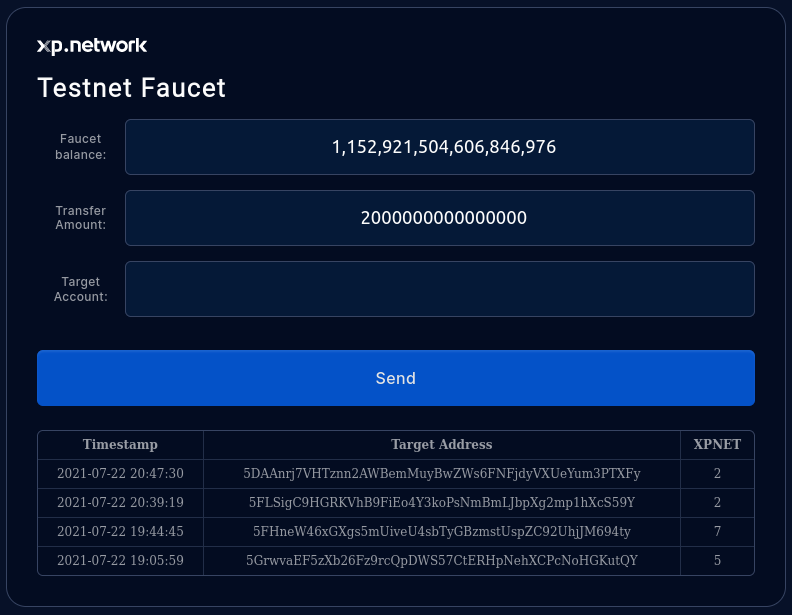 xp.network
Testnet Faucet
Faucet
balance:
1,152,921,504,606,846,976
Transfer
Amount:
2000000000000000
Target
Account:
Send
Timestamp Target Address XPNET
2021-07-22 20:47:30 5DAAnrj7VHTznn2AWBemMuyBwZWs6FNFjdyVXUeYum3PTXFy 2
2021-07-22 20:39:19 5FLSigC9HGRKVhB9FiEo4Y3koPsNmBmLJbpXg2mp1hXcS59Y 2
2021-07-22 19:44:45 5FHneW46xGXgs5mUiveU4sbTyGBzmstUspZC92UhjJM694ty 7
2021-07-22 19:05:59 5GrwvaEF5zXb26Fz9rcQpDWS57CtERHpNehXCPcNoHGKutQY 5